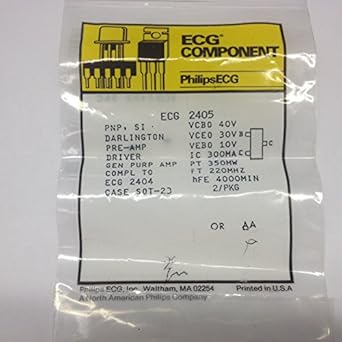 ECG®
COMPONENT
PhilipsECG
ECG 2405
PNP, SI VCBO 40V
DARLINGTON VCEO 30V B
PRE-AMP VEBO 10V C
DRIVER IC 300MA E
GEN PURP AMP PT 350MW
COMPL TO FT 220MHZ
ECG 2404 hFE 4000MIN
CASE SOT-23 2/PKG
OR
Philips ECG, Inc. Waltham, MA 02254 Printed in U.S.A
A North American Philips Company